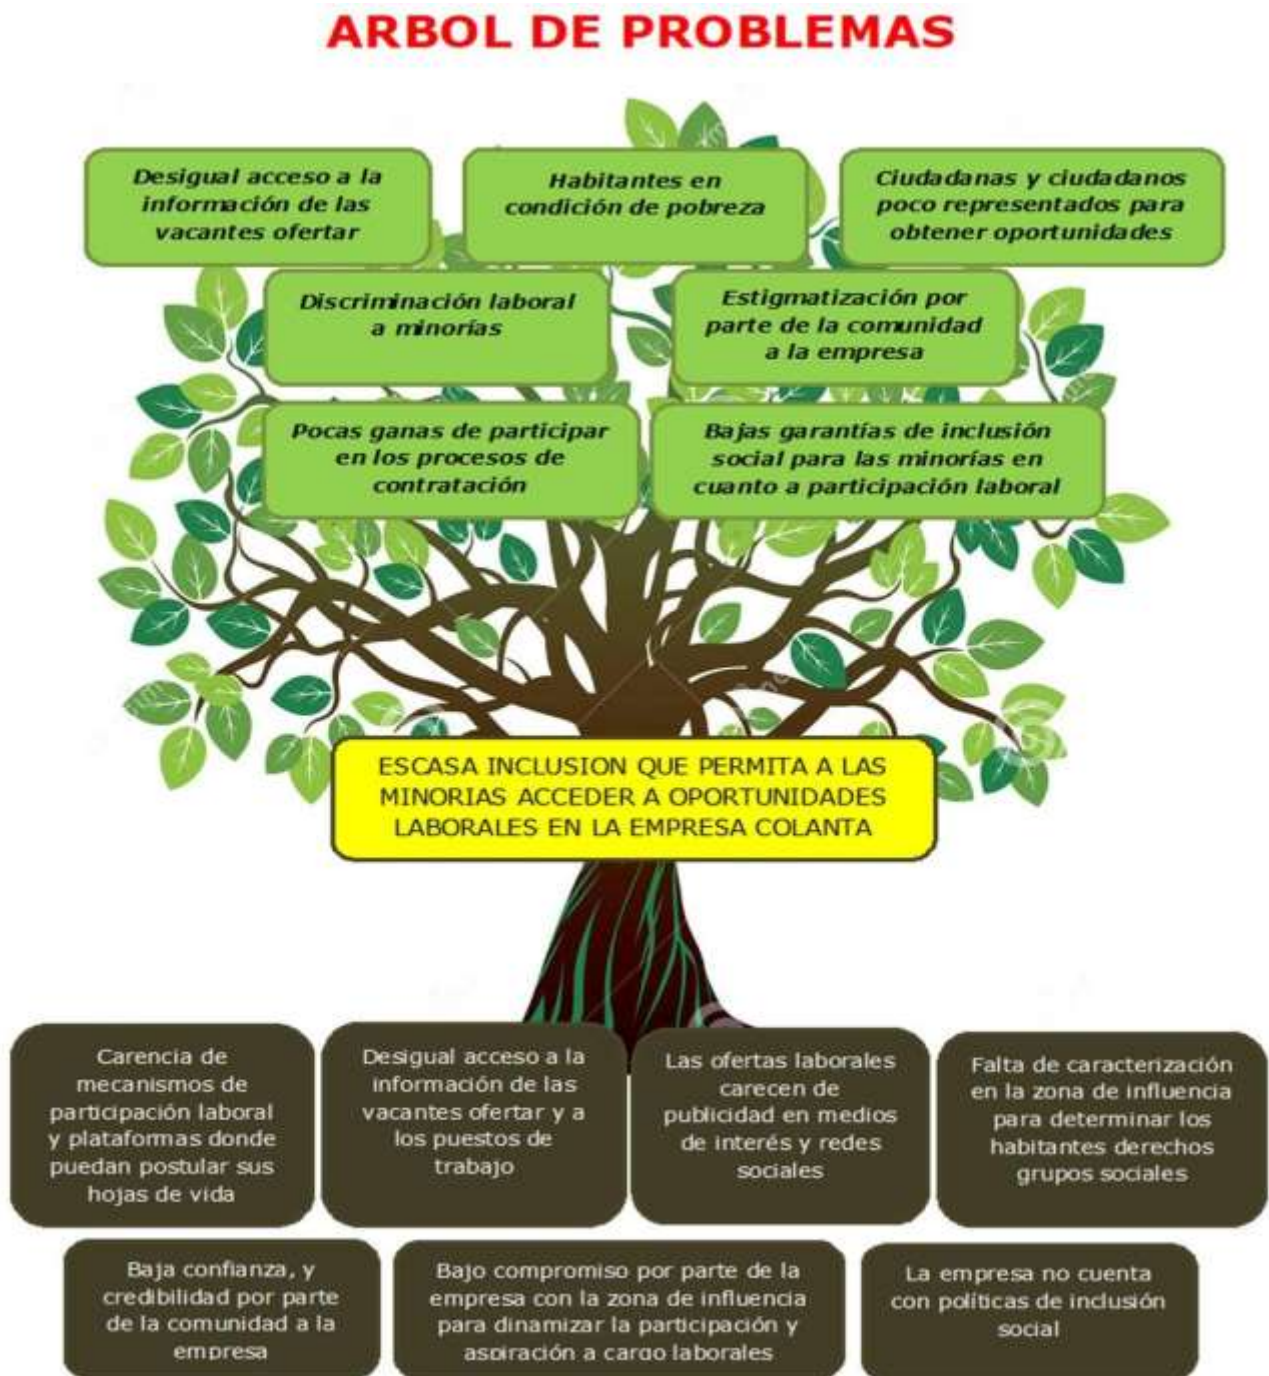 ARBOL DE PROBLEMAS
Desigual acceso a la
información de las
vacantes ofertar
Habitantes en
condición de pobreza
Ciudadanas y ciudadanos
poco representados para
obtener oportunidades
Discriminación laboral
a minorías
Estigmatización por
parte de la comunidad
a la empresa
Pocas ganas de participar
en los procesos de
contratación
Bajas garantías de inclusión
social para las minorías en
cuanto a participación laboral
ESCASA INCLUSION QUE PERMITA A LAS
MINORIAS ACCEDER A OPORTUNIDADES
LABORALES EN LA EMPRESA COLANTA
Carencia de
mecanismos de
participación laboral
y plataformas donde
puedan postular sus
hojas de vida
Desigual acceso a la
información de las
vacantes ofertar y a
los puestos de
trabajo
Las ofertas laborales
carecen de
publicidad en medios
de interés y redes
sociales
Falta de caracterización
en la zona de influencia
para determinar los
habitantes derechos
grupos sociales
Baja confianza, y
credibilidad por parte
de la comunidad a la
empresa
Bajo compromiso por parte de la
empresa con la zona de influencia
para dinamizar la participación y
aspiración a cargo laborales
La empresa no cuenta
con políticas de inclusión
social